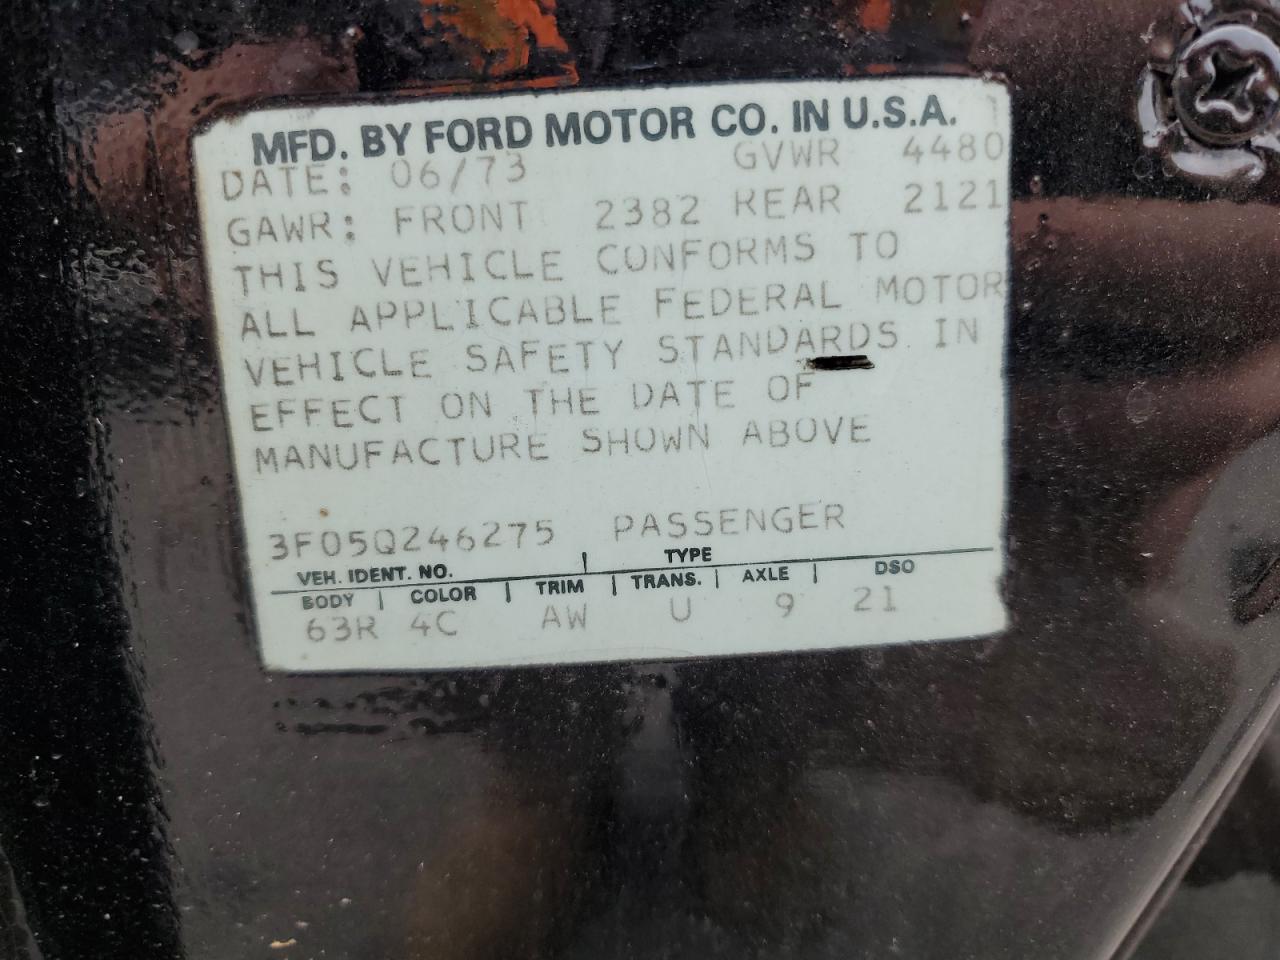 MFD. BY FORD MOTOR CO. IN U.S.A.
DATE: 06/73 GVWR 4480
GAWR: FRONT 2382 REAR 2121
THIS VEHICLE CONFORMS TO
ALL APPLICABLE FEDERAL MOTOR
VEHICLE SAFETY STANDARDS IN
EFFECT ON THE DATE OF
MANUFACTURE SHOWN ABOVE
3F05Q246275 PASSENGER
VEH. IDENT. NO. | TYPE
BODY | COLOR | TRIM | TRANS. | AXLE | DSO
63R 4C AW U 9 21